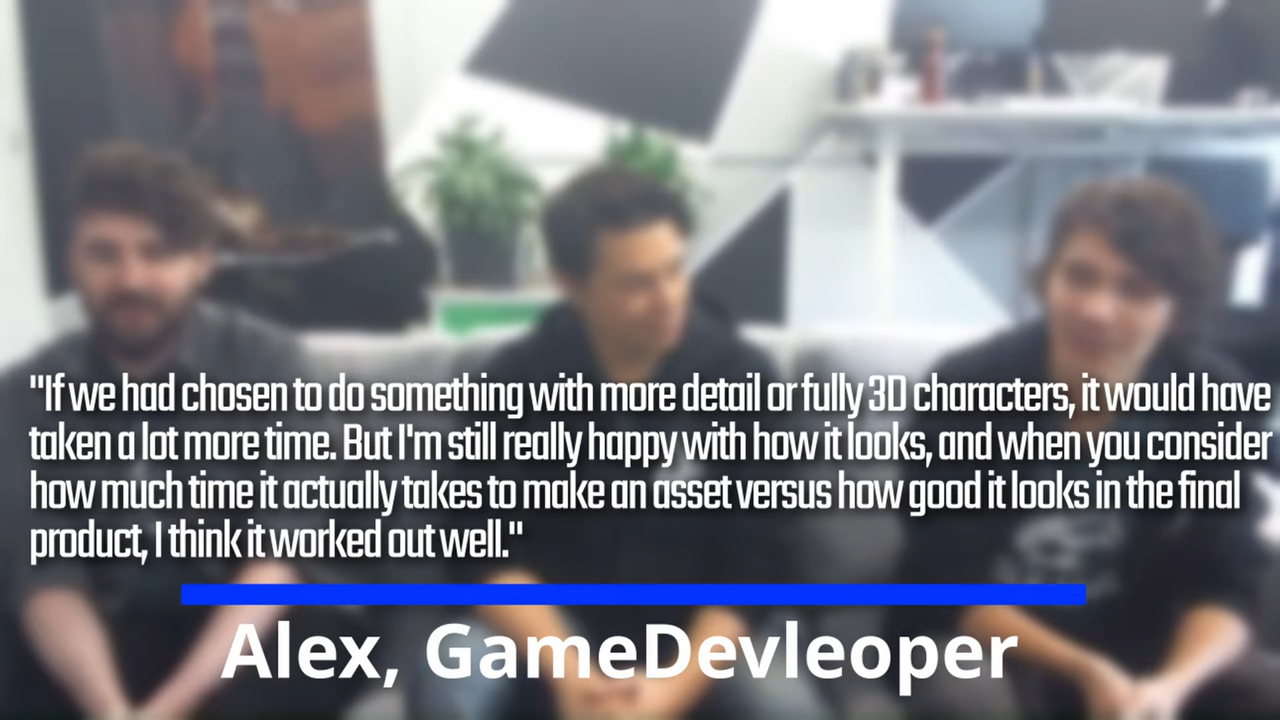 "If we had chosen to do something with more detail or fully 3D characters, it would have
taken a lot more time. But I'm still really happy with how it looks, and when you consider
how much time it actually takes to make an asset versus how good it looks in the final
product, I think it worked out well."
Alex, GameDevleoper